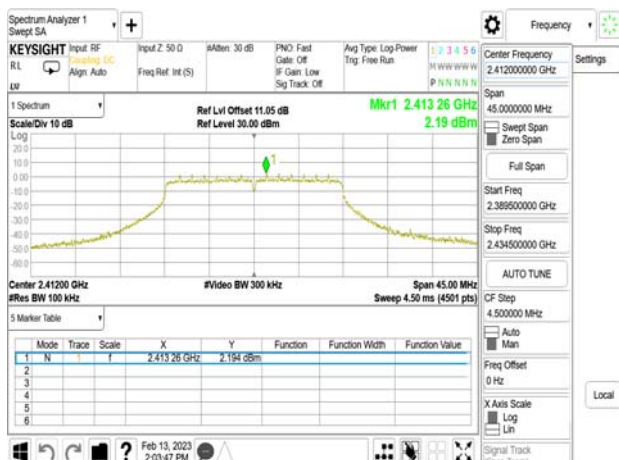 Spectrum Analyzer 1
Swept SA
KEYSIGHT
RL
LXI
Input: RF
Coupling: DC
Align: Auto
Input Z: 50 Ω
Freq Ref: Int (S)
#Atten: 30 dB
PNO: Fast
Gate: Off
IF Gain: Low
Sig Track: Off
Avg Type: Log-Power
Trig: Free Run
1 2 3 4 5 6
M W W W W W
P N N N N N
1 Spectrum
Scale/Div 10 dB
Ref Lvl Offset 11.05 dB
Ref Level 30.00 dBm
Mkr1 2.413 26 GHz
2.19 dBm
Log
20.0
10.0
0.00
-10.0
-20.0
-30.0
-40.0
-50.0
-60.0
1
Center 2.41200 GHz
#Res BW 100 kHz
#Video BW 300 kHz
Span 45.00 MHz
Sweep 4.50 ms (4501 pts)
5 Marker Table
Mode Trace Scale X Y Function Function Width Function Value
1 N 1 f 2.413 26 GHz 2.194 dBm
2
3
4
5
6
Feb 13, 2023
2:03:47 PM
?
Frequency
Center Frequency
2.412000000 GHz
Span
45.0000000 MHz
Swept Span
Zero Span
Full Span
Start Freq
2.389500000 GHz
Stop Freq
2.434500000 GHz
AUTO TUNE
CF Step
4.500000 MHz
Auto
Man
Freq Offset
0 Hz
X Axis Scale
Log
Lin
Signal Track
Settings
Local